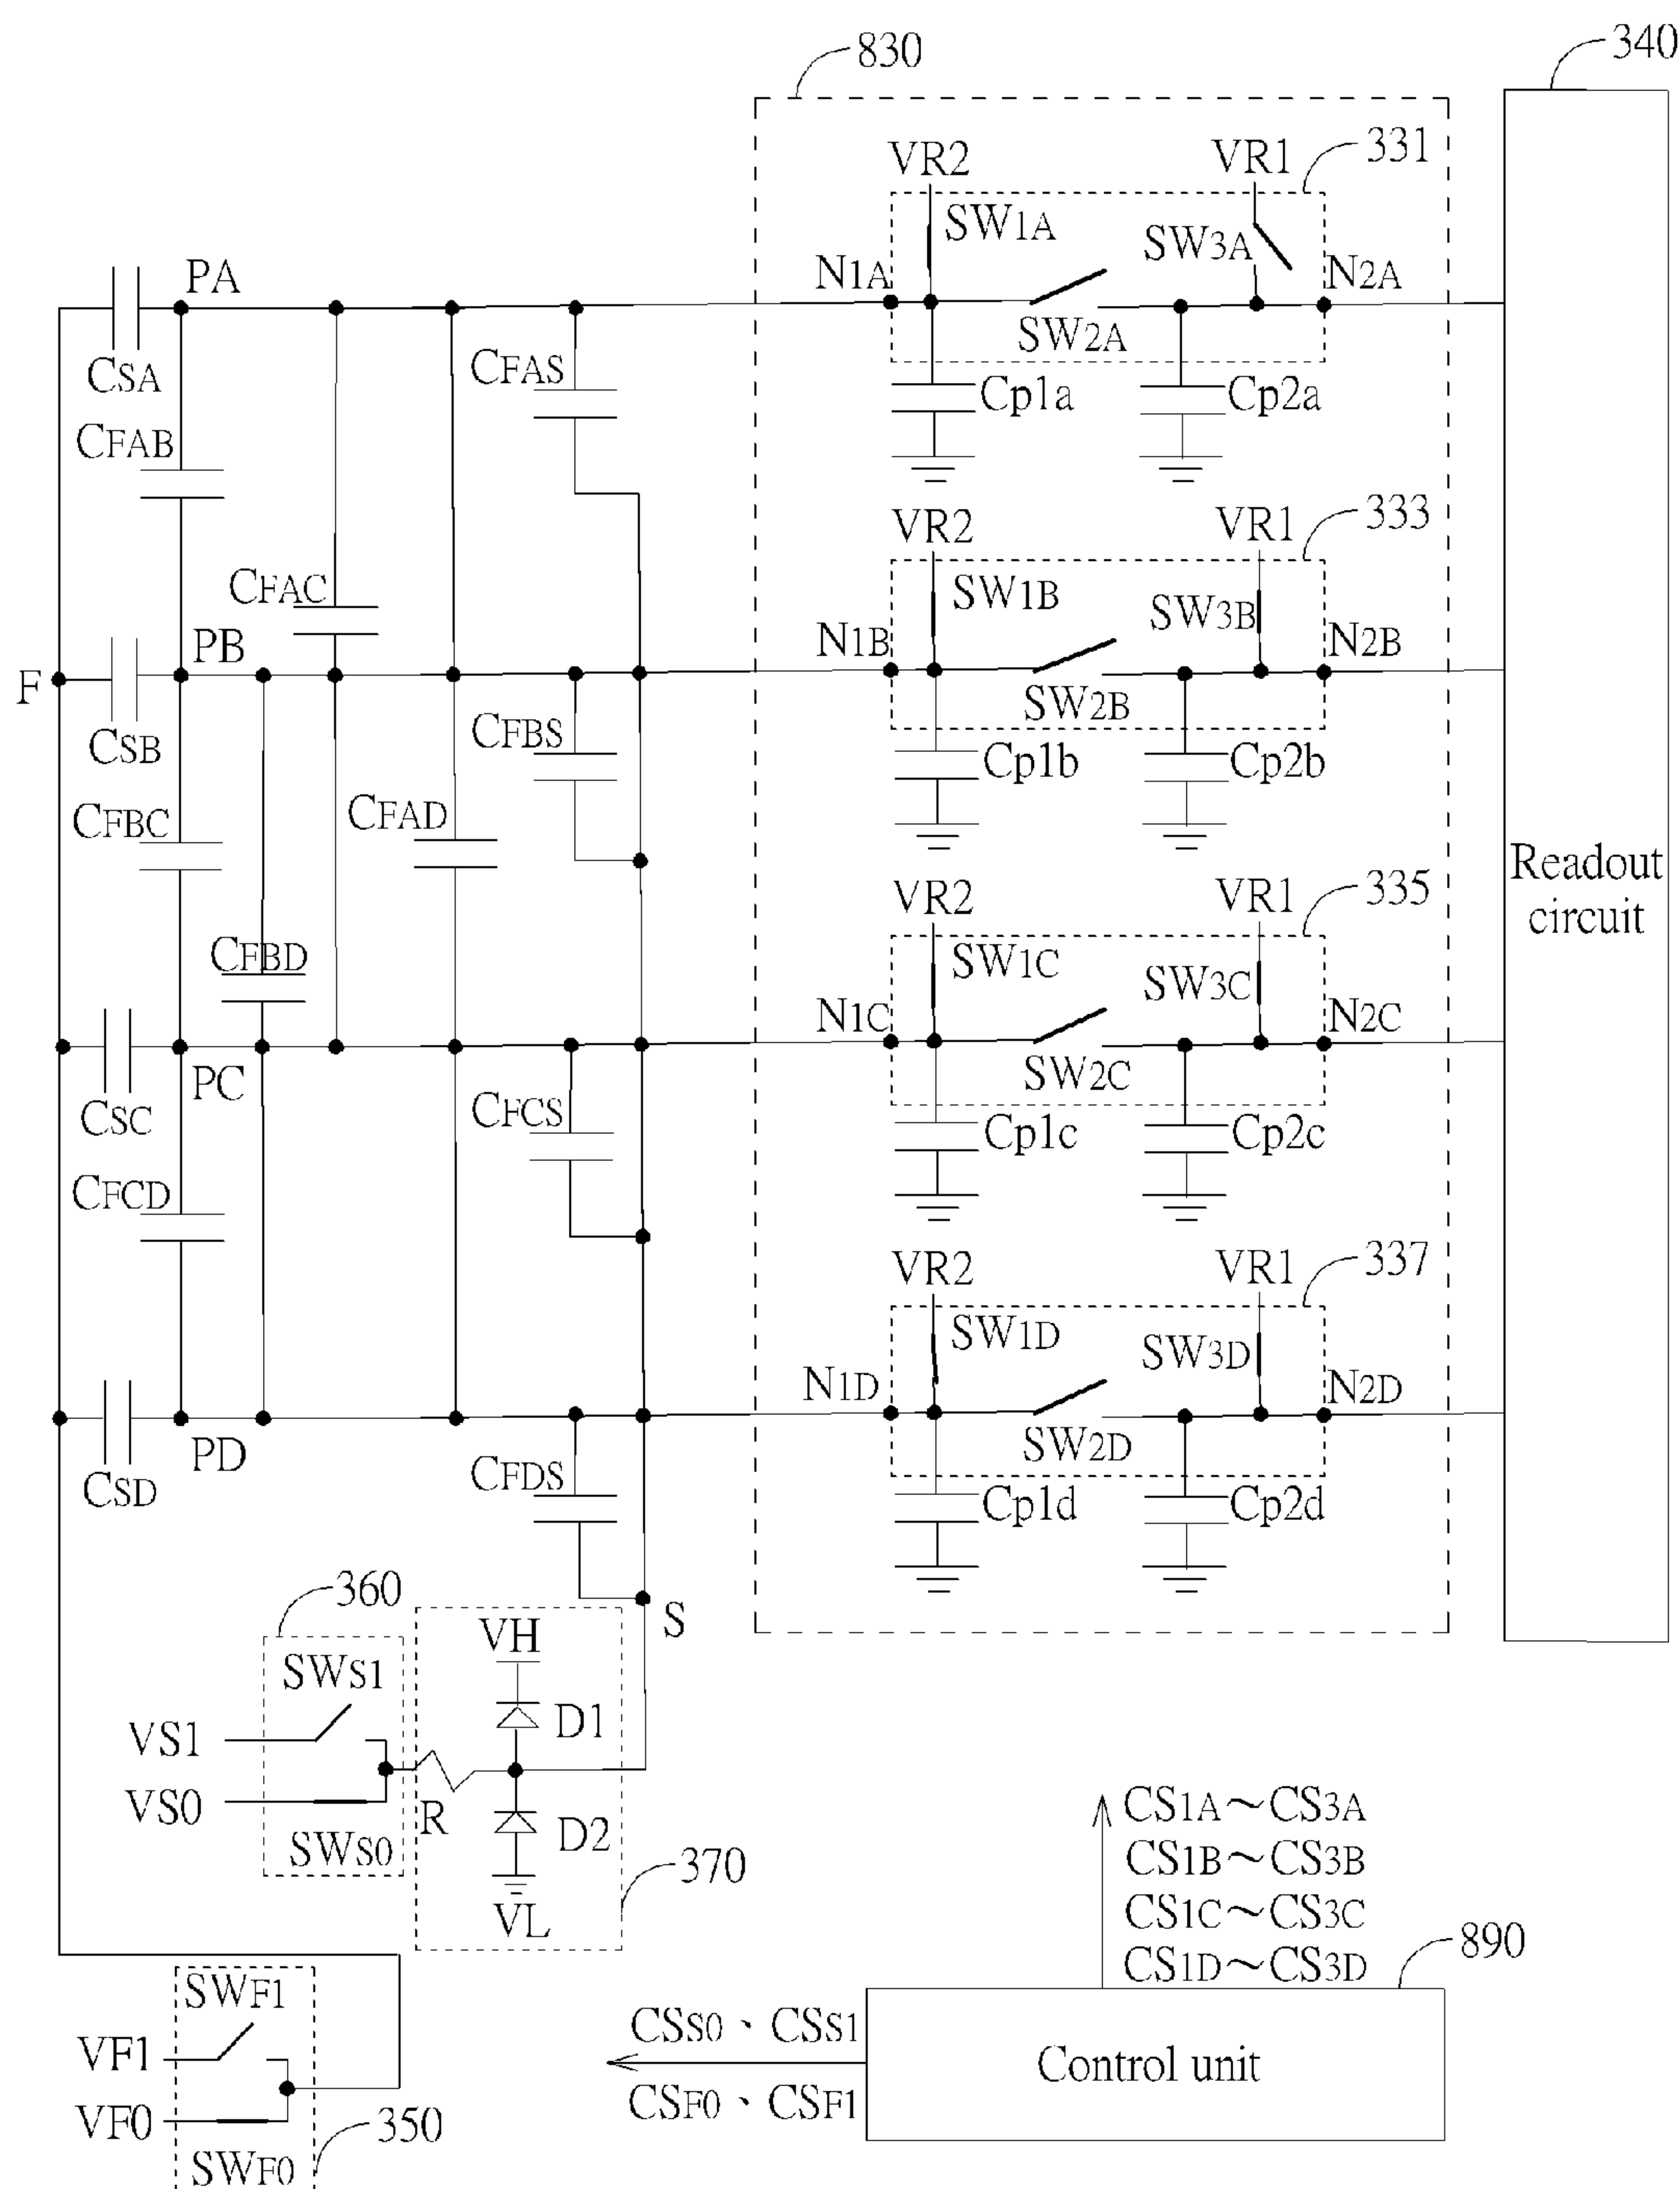 830
340
VR2
VR1
331
SW1A
SW3A
PA
N1A
N2A
SW2A
CSA
CFAS
Cp1a
Cp2a
CFAB
VR2
VR1
333
CFAC
SW1B
SW3B
PB
N1B
N2B
F
SW2B
CSB
CFBS
Cp1b
Cp2b
CFBC
CFAD
Readout
circuit
VR2
VR1
335
CFBD
SW1C
SW3C
N1C
N2C
PC
SW2C
CSC
CFCS
Cp1c
Cp2c
CFCD
VR2
VR1
337
SW1D
SW3D
N1D
N2D
PD
SW2D
CSD
CFDS
Cp1d
Cp2d
360
S
VH
SWS1
VS1
D1
VS0
R
D2
SWS0
370
VL
CS1A～CS3A
CS1B～CS3B
CS1C～CS3C
CS1D～CS3D
890
SWF1
VF1
VF0
350
SWF0
CSS0、CSS1
CSF0、CSF1
Control unit